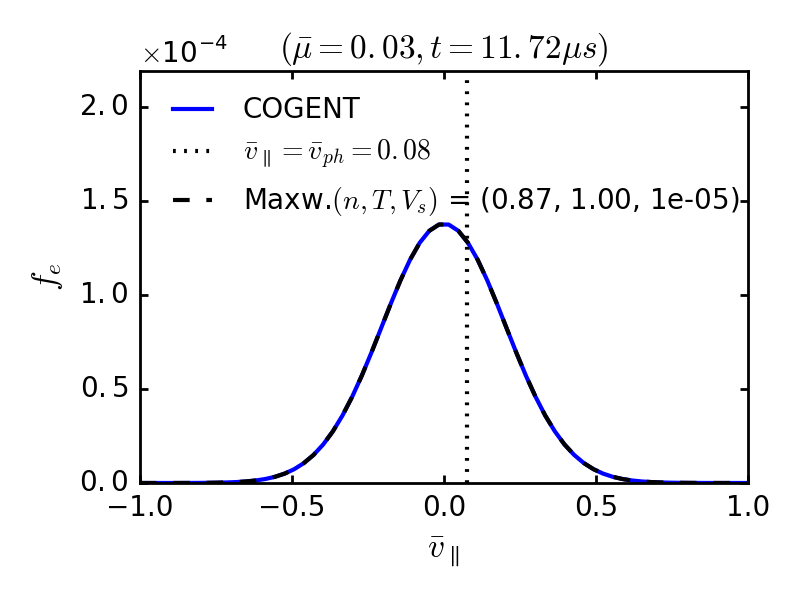 ×10⁻⁴
(μ̄ = 0.03, t = 11.72μs)
COGENT
v̄∥ = v̄ₚₕ = 0.08
Maxw.(n, T, Vₛ) = (0.87, 1.00, 1e-05)
2.0
1.5
1.0
0.5
0.0
fₑ
−1.0 −0.5 0.0 0.5 1.0
v̄∥